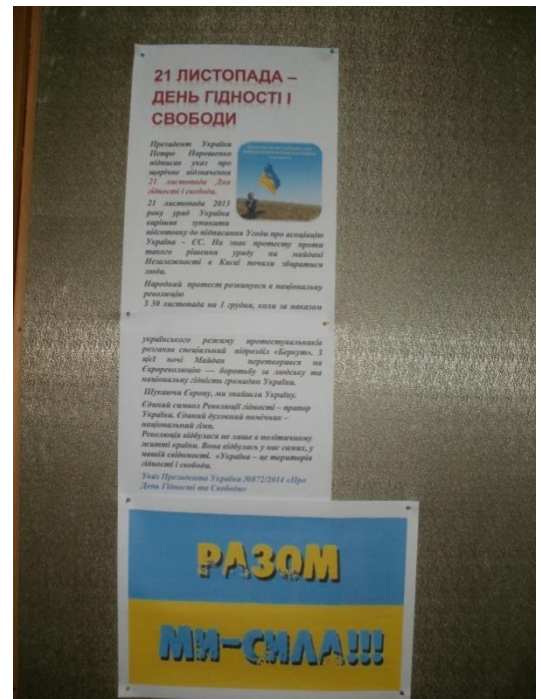 21 ЛИСТОПАДА –
ДЕНЬ ГІДНОСТІ І
СВОБОДИ
Президент України
Петро Порошенко
підписав указ про
щорічне відзначення
21 листопада Дня
гідності і свободи.
21 листопада 2013
року уряд України
вирішив зупинити
підготовку до підписання Угоди про асоціацію
Україна – ЄС. На знак протесту проти
такого рішення уряду на майдані
Незалежності в Києві почали збиратися
люди.
Народний протест розвинувся в національну
революцію
З 30 листопада на 1 грудня, коли за наказом
українського режиму протестувальників
розганяв спеціальний підрозділ «Беркут». З
цієї ночі Майдан перетворився на
Єврореволюцію — боротьбу за людську та
національну гідність громадян України.
Шукаючи Європу, ми знайшли Україну.
Єдиний символ Революції гідності – прапор
України. Єдиний духовний помічник –
національний гімн.
Революція відбулася не лише в політичному
житті країни. Вона відбулась у нас самих, у
нашій свідомості. «Україна – це територія
гідності і свободи.
Указ Президента України №872/2014 «Про
День Гідності та Свободи»
РАЗОМ
МИ-СИЛА!!!